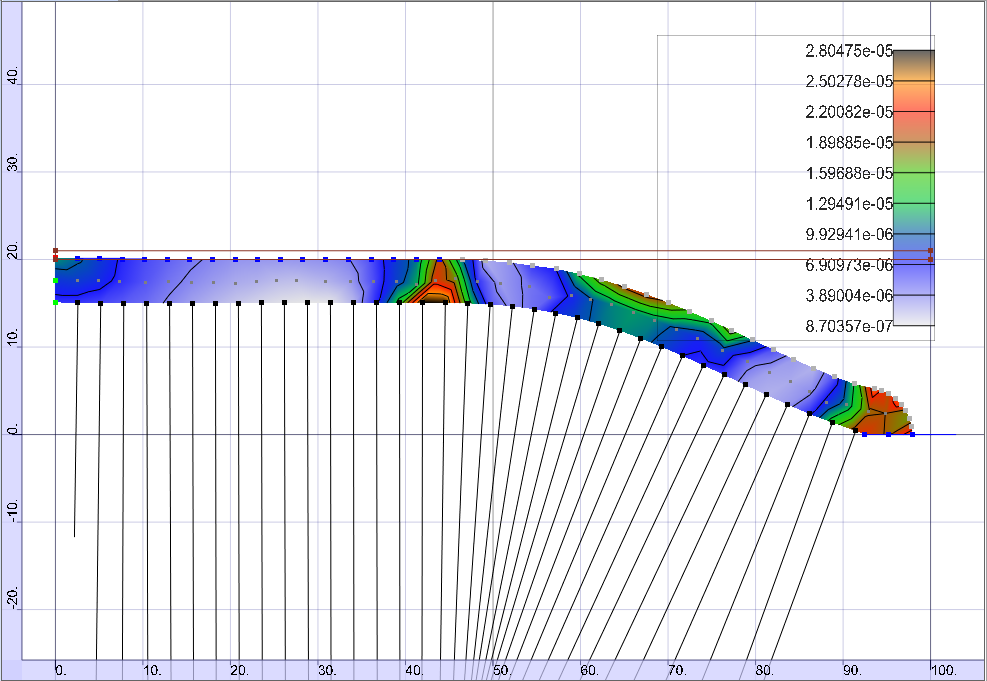 40.
30.
20.
10.
0.
-10.
-20.
2.80475e-05
2.50278e-05
2.20082e-05
1.89885e-05
1.59688e-05
1.29491e-05
9.92941e-06
6.90973e-06
3.89004e-06
8.70357e-07
0. 10. 20. 30. 40. 50. 60. 70. 80. 90. 100.